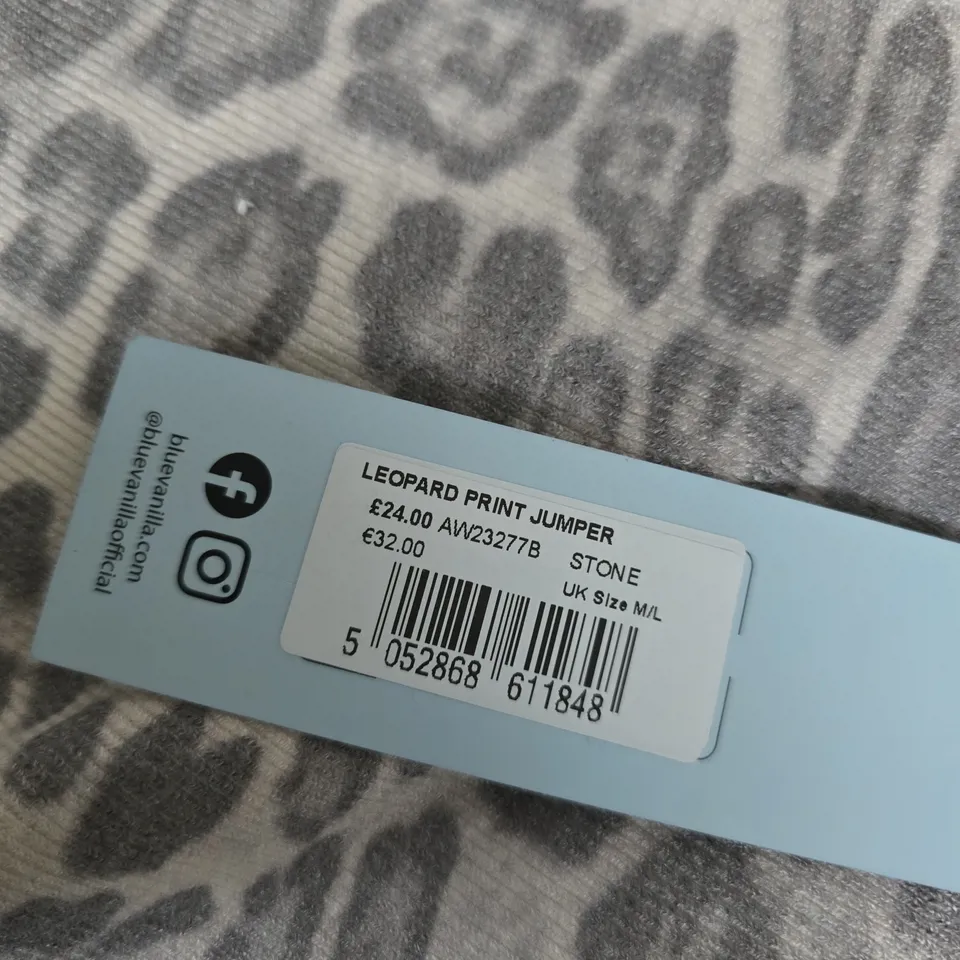 bluevanilla.com
@bluevanillaofficial
LEOPARD PRINT JUMPER
£24.00 AW23277B
€32.00 STONE
UK Size M/L
5 052868 611848